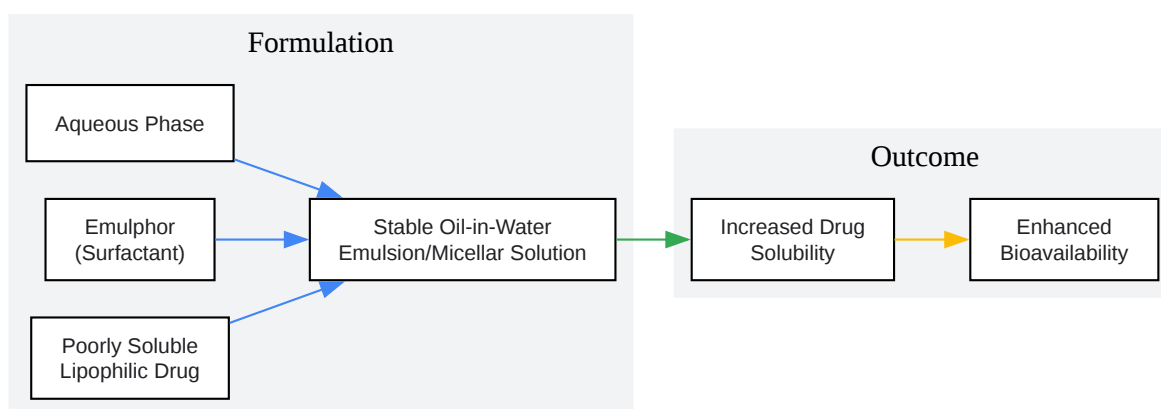 Formulation
Aqueous Phase
Emulphor
(Surfactant)
Poorly Soluble
Lipophilic Drug
Stable Oil-in-Water
Emulsion/Micellar Solution
Outcome
Increased Drug
Solubility
Enhanced
Bioavailability